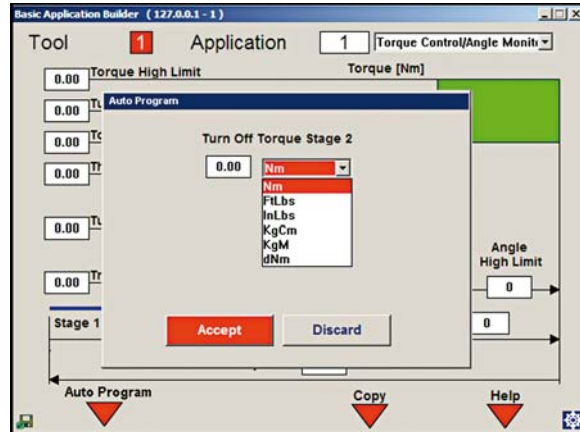 Basic Application Builder ( 127.0.0.1 - 1 )
Tool 1 Application 1 Torque Control/Angle Monit
0.00 Torque High Limit Torque [Nm]
0.00
Auto Program
0.00
0.00
0.00
0.00
Turn Off Torque Stage 2
0.00 Nm
Nm
FtLbs
InLbs
KgCm
KgM
dNm
Angle
High Limit
0
Stage 1
0
Accept Discard
Auto Program Copy Help